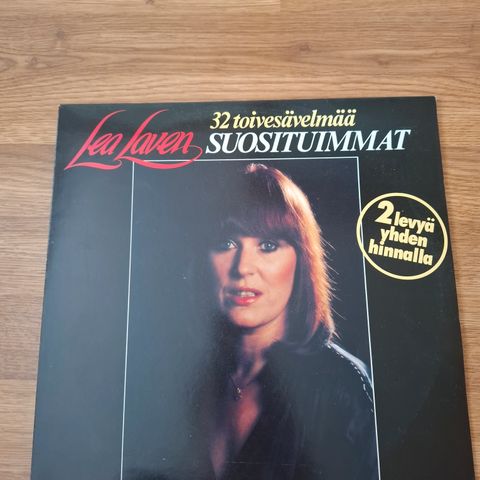 Lea Laven
32 toivesävelmää
SUOSITUIMMAT
2 levyä
yhden
hinnalla